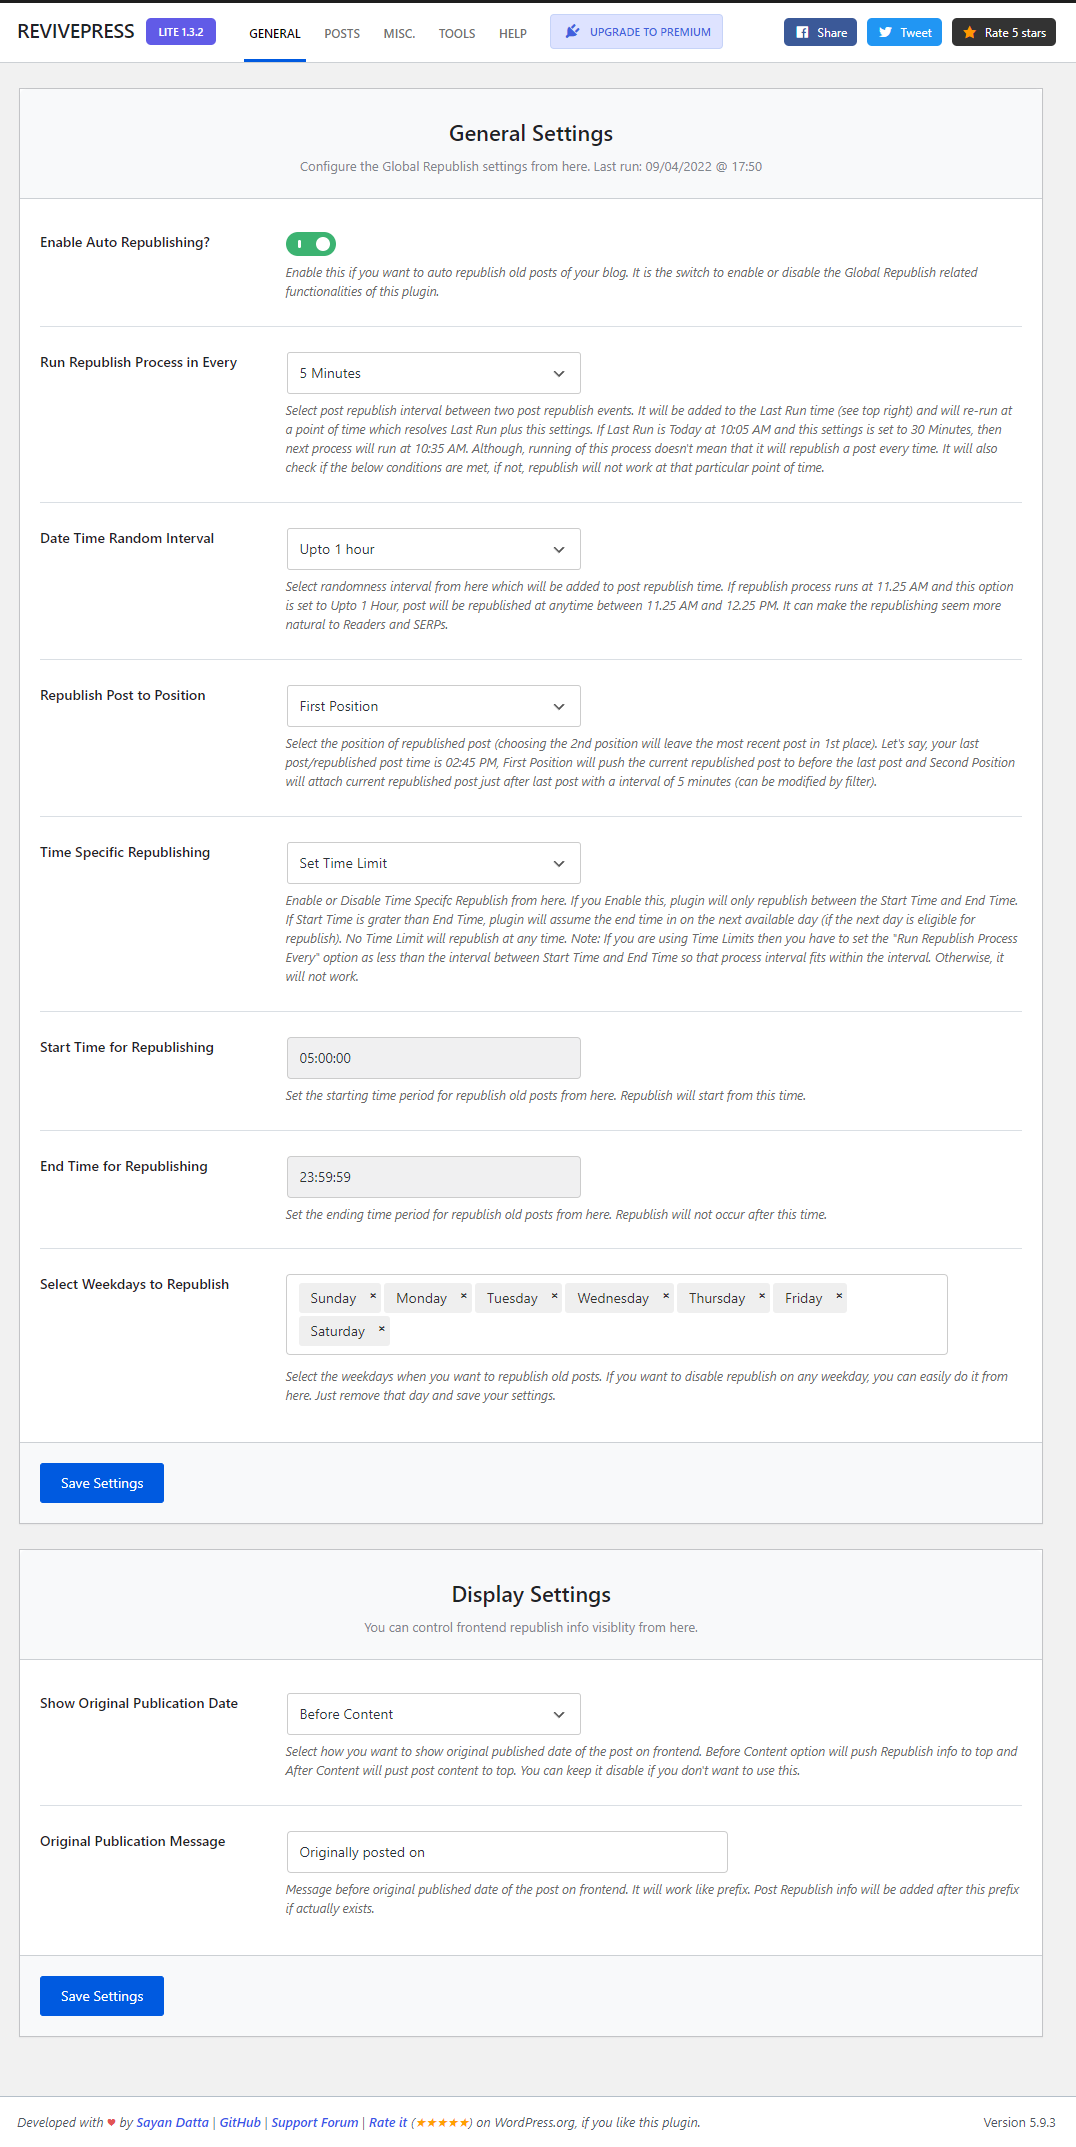 REVIVEPRESS LITE 1.3.2 GENERAL POSTS MISC. TOOLS HELP UPGRADE TO PREMIUM Share Tweet Rate 5 stars
General Settings
Configure the Global Republish settings from here. Last run: 09/04/2022 @ 17:50
Enable Auto Republishing?
Enable this if you want to auto republish old posts of your blog. It is the switch to enable or disable the Global Republish related
functionalities of this plugin.
Run Republish Process in Every
5 Minutes
Select post republish interval between two post republish events. It will be added to the Last Run time (see top right) and will re-run at
a point of time which resolves Last Run plus this settings. If Last Run is Today at 10:05 AM and this settings is set to 30 Minutes, then
next process will run at 10:35 AM. Although, running of this process doesn't mean that it will republish a post every time. It will also
check if the below conditions are met, if not, republish will not work at that particular point of time.
Date Time Random Interval
Upto 1 hour
Select randomness interval from here which will be added to post republish time. If republish process runs at 11.25 AM and this option
is set to Upto 1 Hour, post will be republished at anytime between 11.25 AM and 12.25 PM. It can make the republishing seem more
natural to Readers and SERPs.
Republish Post to Position
First Position
Select the position of republished post (choosing the 2nd position will leave the most recent post in 1st place). Let's say, your last
post/republished post time is 02:45 PM, First Position will push the current republished post to before the last post and Second Position
will attach current republished post just after last post with a interval of 5 minutes (can be modified by filter).
Time Specific Republishing
Set Time Limit
Enable or Disable Time Specifc Republish from here. If you Enable this, plugin will only republish between the Start Time and End Time.
If Start Time is grater than End Time, plugin will assume the end time in on the next available day (if the next day is eligible for
republish). No Time Limit will republish at any time. Note: If you are using Time Limits then you have to set the "Run Republish Process
Every" option as less than the interval between Start Time and End Time so that process interval fits within the interval. Otherwise, it
will not work.
Start Time for Republishing
05:00:00
Set the starting time period for republish old posts from here. Republish will start from this time.
End Time for Republishing
23:59:59
Set the ending time period for republish old posts from here. Republish will not occur after this time.
Select Weekdays to Republish
Sunday × Monday × Tuesday × Wednesday × Thursday × Friday ×
Saturday ×
Select the weekdays when you want to republish old posts. If you want to disable republish on any weekday, you can easily do it from
here. Just remove that day and save your settings.
Save Settings
Display Settings
You can control frontend republish info visiblity from here.
Show Original Publication Date
Before Content
Select how you want to show original published date of the post on frontend. Before Content option will push Republish info to top and
After Content will pust post content to top. You can keep it disable if you don't want to use this.
Original Publication Message
Originally posted on
Message before original published date of the post on frontend. It will work like prefix. Post Republish info will be added after this prefix
if actually exists.
Save Settings
Developed with ♥ by Sayan Datta | GitHub | Support Forum | Rate it (★★★★★) on WordPress.org, if you like this plugin. Version 5.9.3